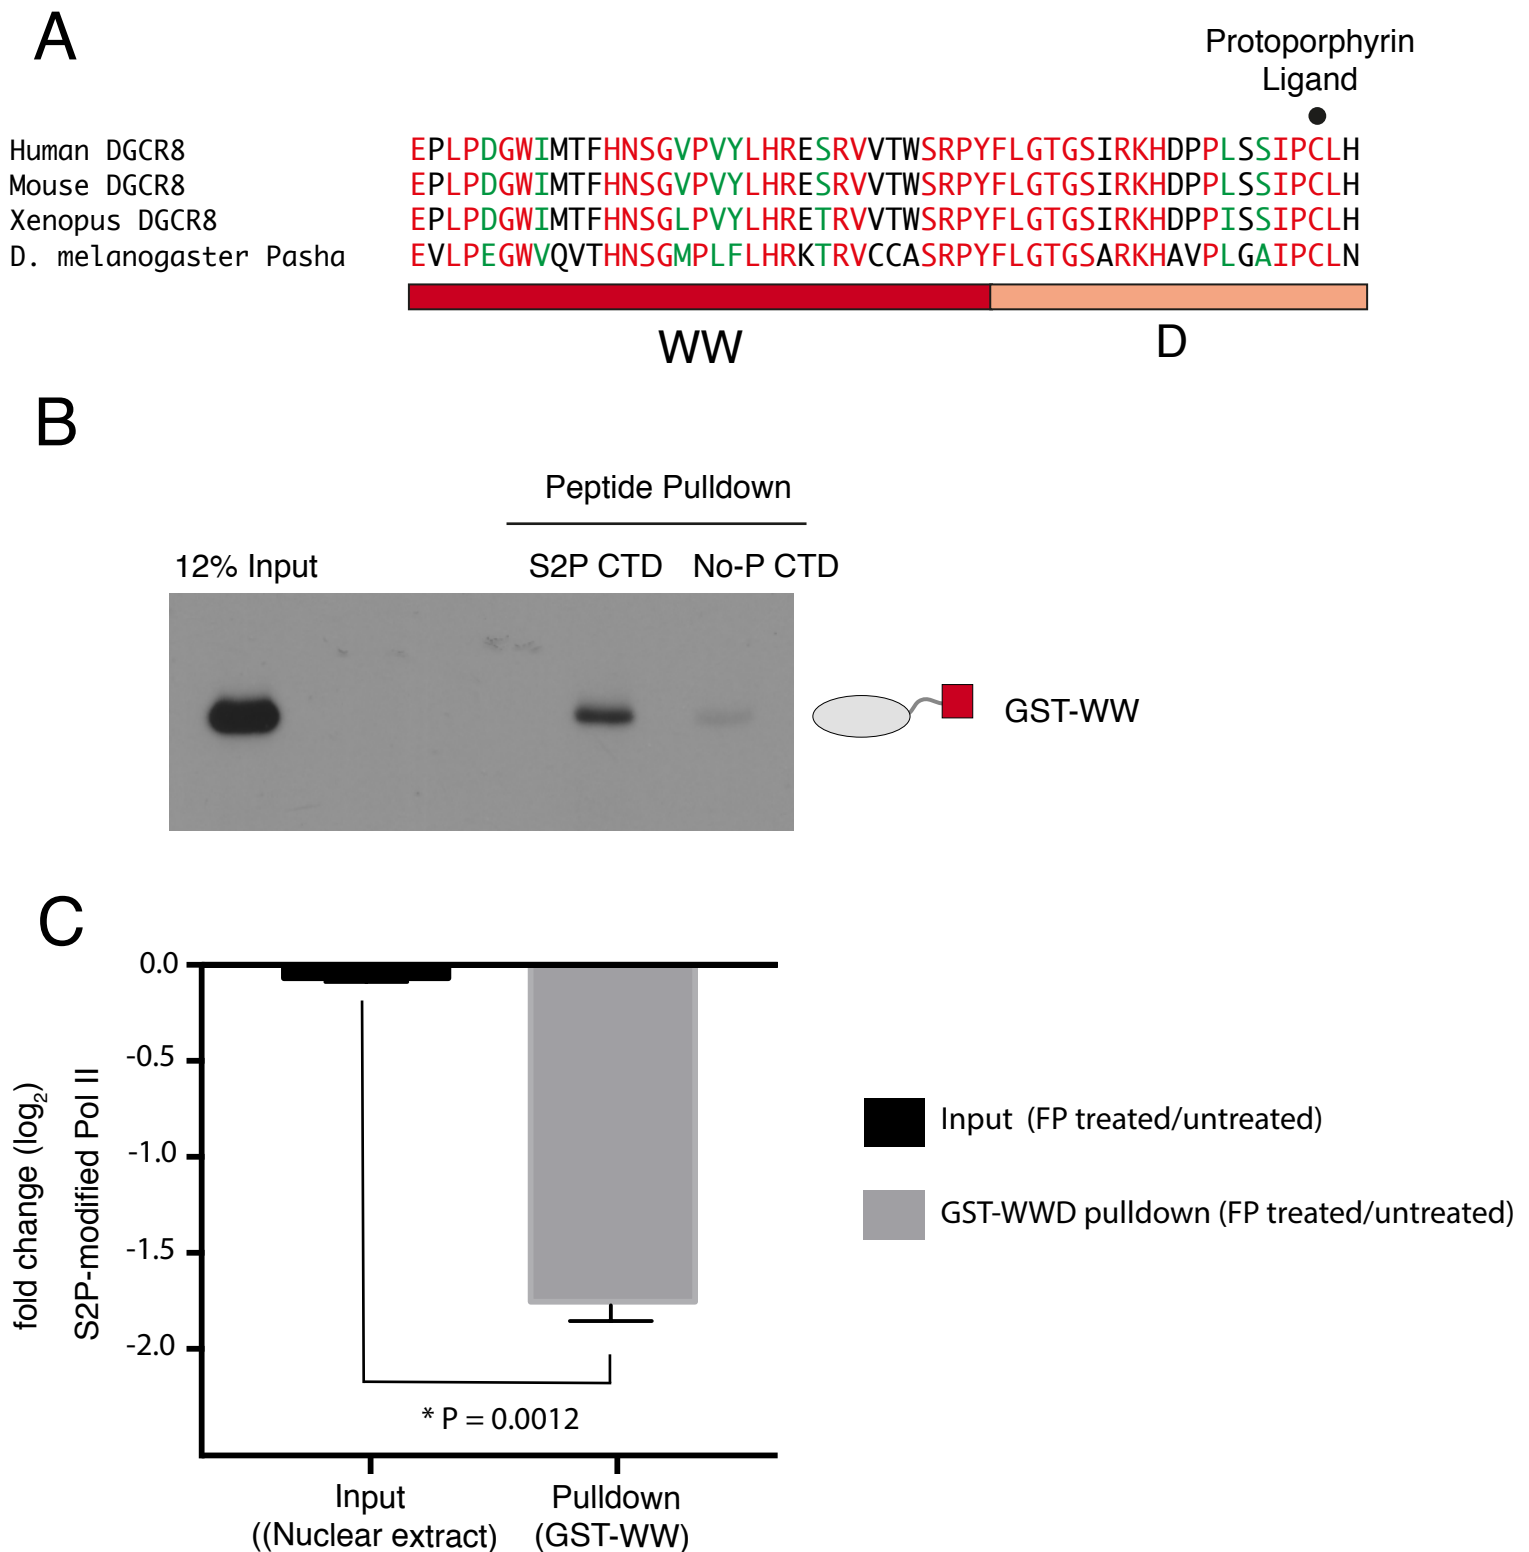 A
Protoporphyrin
Ligand
Human DGCR8 EPLPDGWIMTFHNSGVPVYLHRESRVVTWSRPYFLGTGSIRKHDPPLSSIPCLH
Mouse DGCR8 EPLPDGWIMTFHNSGVPVYLHRESRVVTWSRPYFLGTGSIRKHDPPLSSIPCLH
Xenopus DGCR8 EPLPDGWIMTFHNSGLPVYLHRETRVVTWSRPYFLGTGSIRKHDPPISSIPCLH
D. melanogaster Pasha EVLPEGWVQVTHNSGMPLFLHRKTRVCCASRPYFLGTGSARKHAVPLGAIPCLN
WW D
B
Peptide Pulldown
12% Input S2P CTD No-P CTD
GST-WW
C
fold change (log₂)
S2P-modified Pol II
0.0
-0.5
-1.0
-1.5
-2.0
* P = 0.0012
Input
((Nuclear extract)
Pulldown
(GST-WW)
Input (FP treated/untreated)
GST-WWD pulldown (FP treated/untreated)